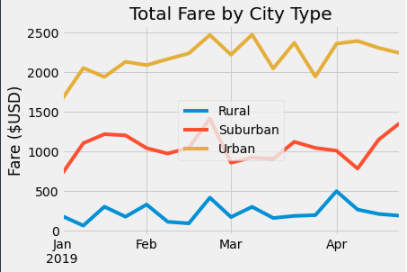 Total Fare by City Type
Fare ($USD)
2500
2000
1500
1000
500
0
Rural
Suburban
Urban
Jan Feb Mar Apr
2019